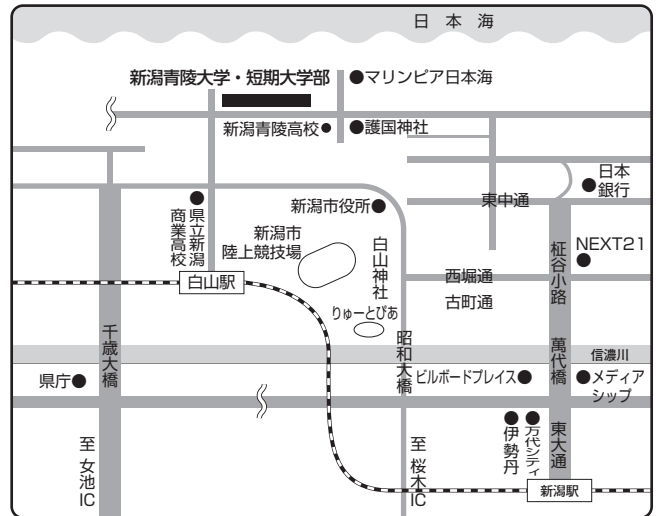 日本海
新潟青陵大学・短期大学部
●マリンピア日本海
新潟青陵高校●
●護国神社
日本
銀行
東中通
県立新潟
商業高校
新潟市役所●
新潟市
陸上競技場
白山神社
NEXT21
柾谷小路
西堀通
古町通
白山駅
りゅーとぴあ
千歳大橋
昭和大橋
萬代橋
信濃川
県庁●
ビルボードプレイス●
●メディア
シップ
万代シティ
伊勢丹
東大通
至 女池IC
至 桜木IC
新潟駅